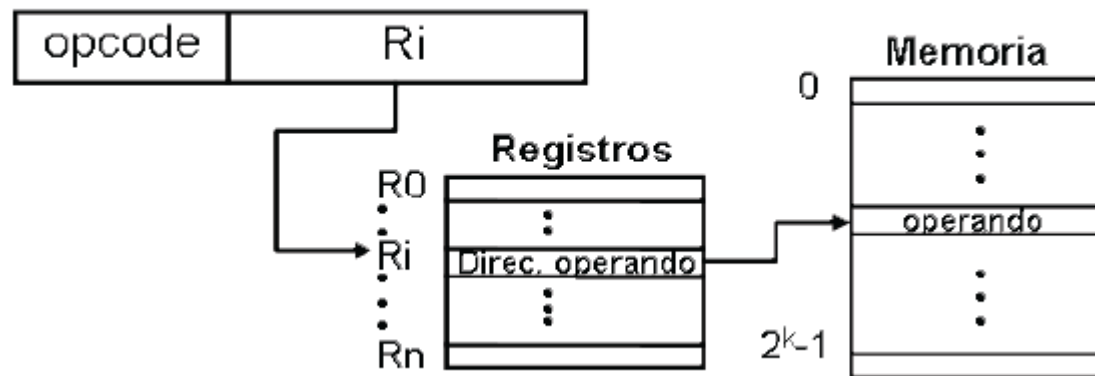 opcode Ri
Memoria
0
Registros
R0
operando
Ri Direc. operando
Rn
2ᵏ-1